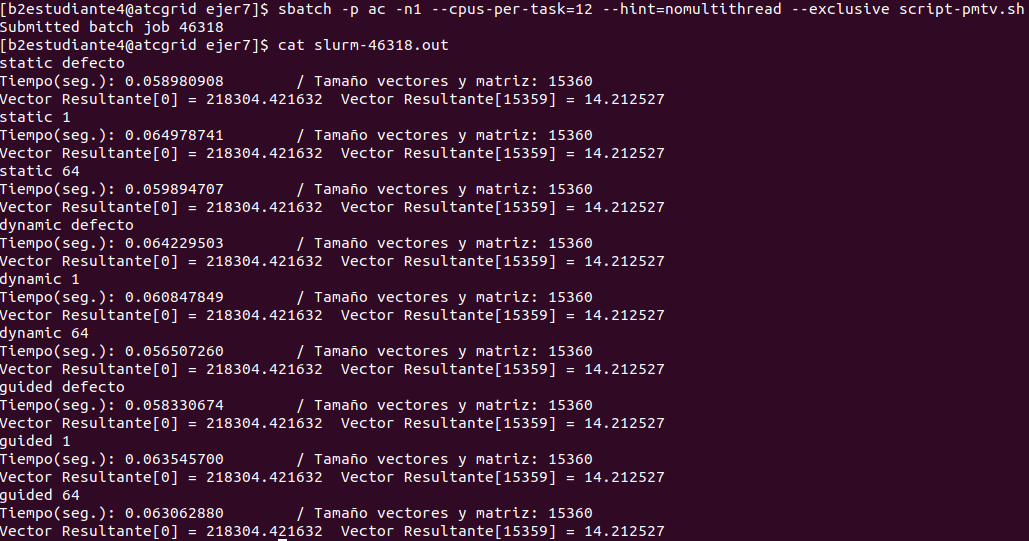 [b2estudiante4@atcgrid ejer7]$ sbatch -p ac -n1 --cpus-per-task=12 --hint=nomultithread --exclusive script-pmtv.sh
Submitted batch job 46318
[b2estudiante4@atcgrid ejer7]$ cat slurm-46318.out
static defecto
Tiempo(seg.): 0.058980908        / Tamaño vectores y matriz: 15360
Vector Resultante[0] = 218304.421632  Vector Resultante[15359] = 14.212527
static 1
Tiempo(seg.): 0.064978741        / Tamaño vectores y matriz: 15360
Vector Resultante[0] = 218304.421632  Vector Resultante[15359] = 14.212527
static 64
Tiempo(seg.): 0.059894707        / Tamaño vectores y matriz: 15360
Vector Resultante[0] = 218304.421632  Vector Resultante[15359] = 14.212527
dynamic defecto
Tiempo(seg.): 0.064229503        / Tamaño vectores y matriz: 15360
Vector Resultante[0] = 218304.421632  Vector Resultante[15359] = 14.212527
dynamic 1
Tiempo(seg.): 0.060847849        / Tamaño vectores y matriz: 15360
Vector Resultante[0] = 218304.421632  Vector Resultante[15359] = 14.212527
dynamic 64
Tiempo(seg.): 0.056507260        / Tamaño vectores y matriz: 15360
Vector Resultante[0] = 218304.421632  Vector Resultante[15359] = 14.212527
guided defecto
Tiempo(seg.): 0.058330674        / Tamaño vectores y matriz: 15360
Vector Resultante[0] = 218304.421632  Vector Resultante[15359] = 14.212527
guided 1
Tiempo(seg.): 0.063545700        / Tamaño vectores y matriz: 15360
Vector Resultante[0] = 218304.421632  Vector Resultante[15359] = 14.212527
guided 64
Tiempo(seg.): 0.063062880        / Tamaño vectores y matriz: 15360
Vector Resultante[0] = 218304.421632  Vector Resultante[15359] = 14.212527